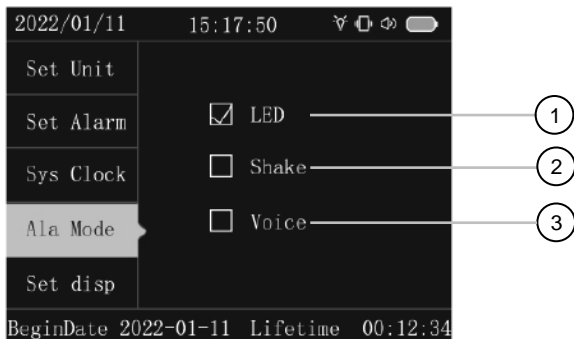 2022/01/11 15:17:50
Set Unit
Set Alarm
Sys Clock
Ala Mode
Set disp
LED 1
Shake 2
Voice 3
BeginDate 2022-01-11 Lifetime 00:12:34